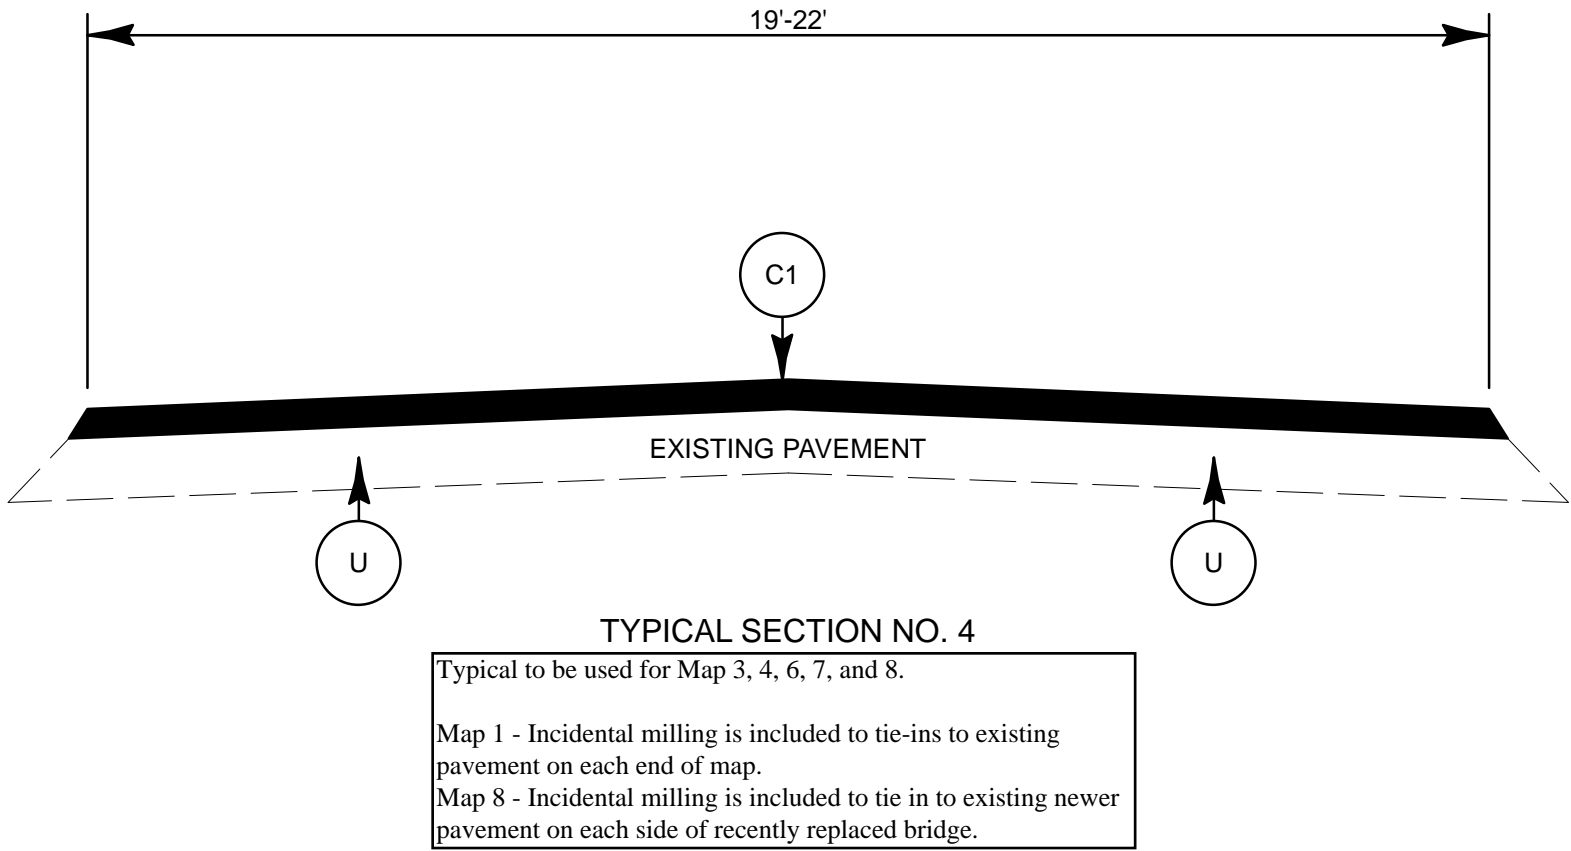 19'-22'
C1
EXISTING PAVEMENT
U
U
TYPICAL SECTION NO. 4
Typical to be used for Map 3, 4, 6, 7, and 8.
Map 1 - Incidental milling is included to tie-ins to existing
pavement on each end of map.
Map 8 - Incidental milling is included to tie in to existing newer
pavement on each side of recently replaced bridge.